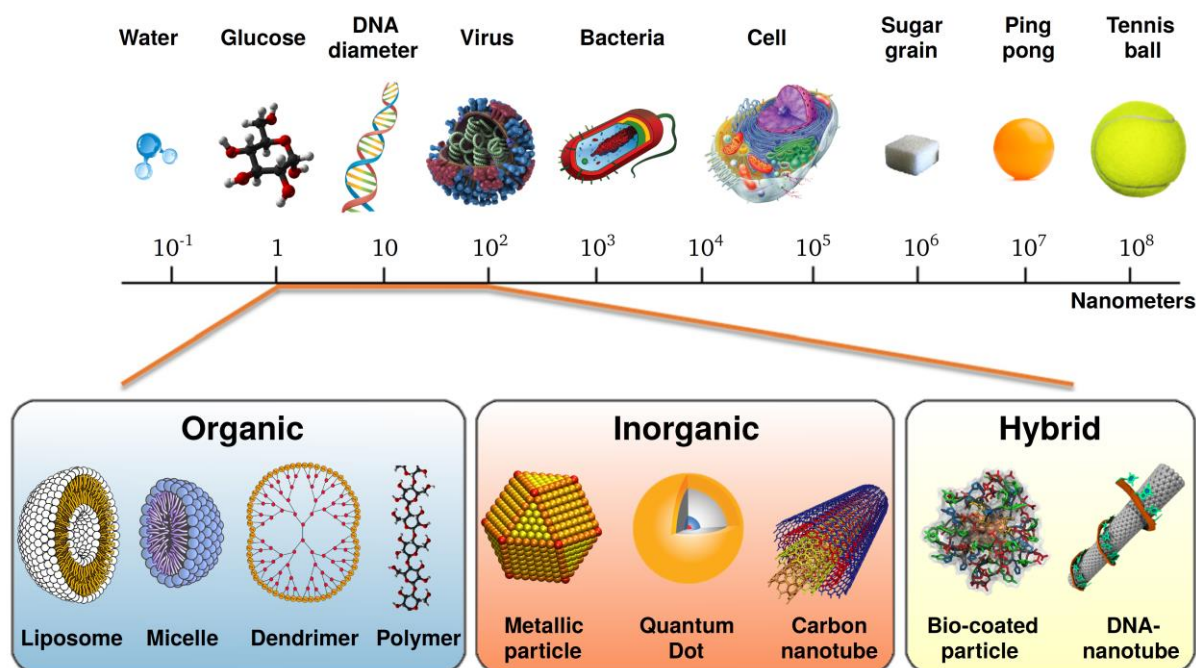 Water
Glucose
DNA
diameter
Virus
Bacteria
Cell
Sugar
grain
Ping
pong
Tennis
ball
10⁻¹
1
10
10²
10³
10⁴
10⁵
10⁶
10⁷
10⁸
Nanometers
Organic
Liposome
Micelle
Dendrimer
Polymer
Inorganic
Metallic
particle
Quantum
Dot
Carbon
nanotube
Hybrid
Bio-coated
particle
DNA-
nanotube